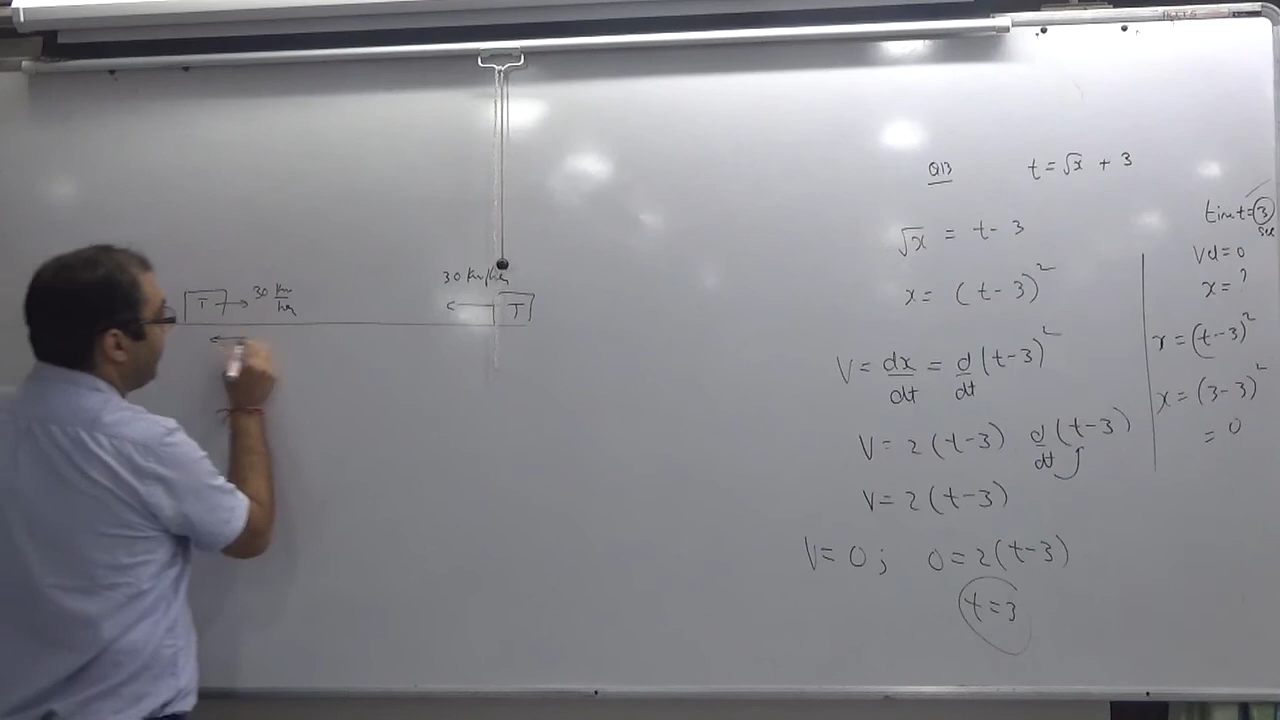 Q13 t = √x + 3
√x = t - 3
x = (t-3)²
V = dx/dt = d/dt (t-3)²
V = 2 (t-3) d/dt (t-3)
V = 2 (t-3)
V = 0 ; 0 = 2(t-3)
t = 3
time t = 3 sec
Vel = 0
x = ?
x = (t-3)²
x = (3-3)²
= 0
T → 30 Km/hr
30 Km/hr
← T